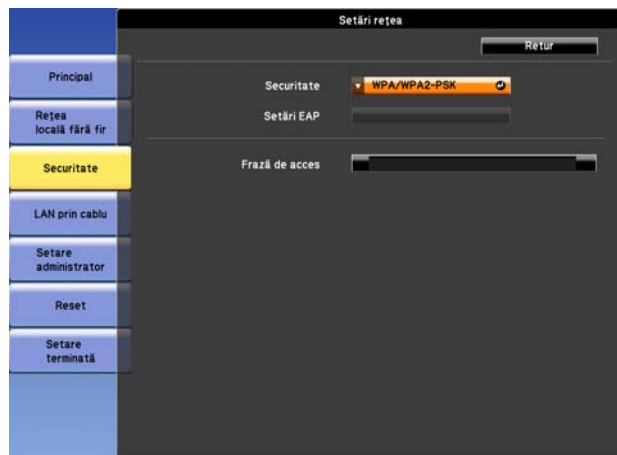 Setări rețea
Retur
Principal
Rețea
locală fără fir
Securitate
LAN prin cablu
Setare
administrator
Reset
Setare
terminată
Securitate
WPA/WPA2-PSK
Setări EAP
Frază de acces